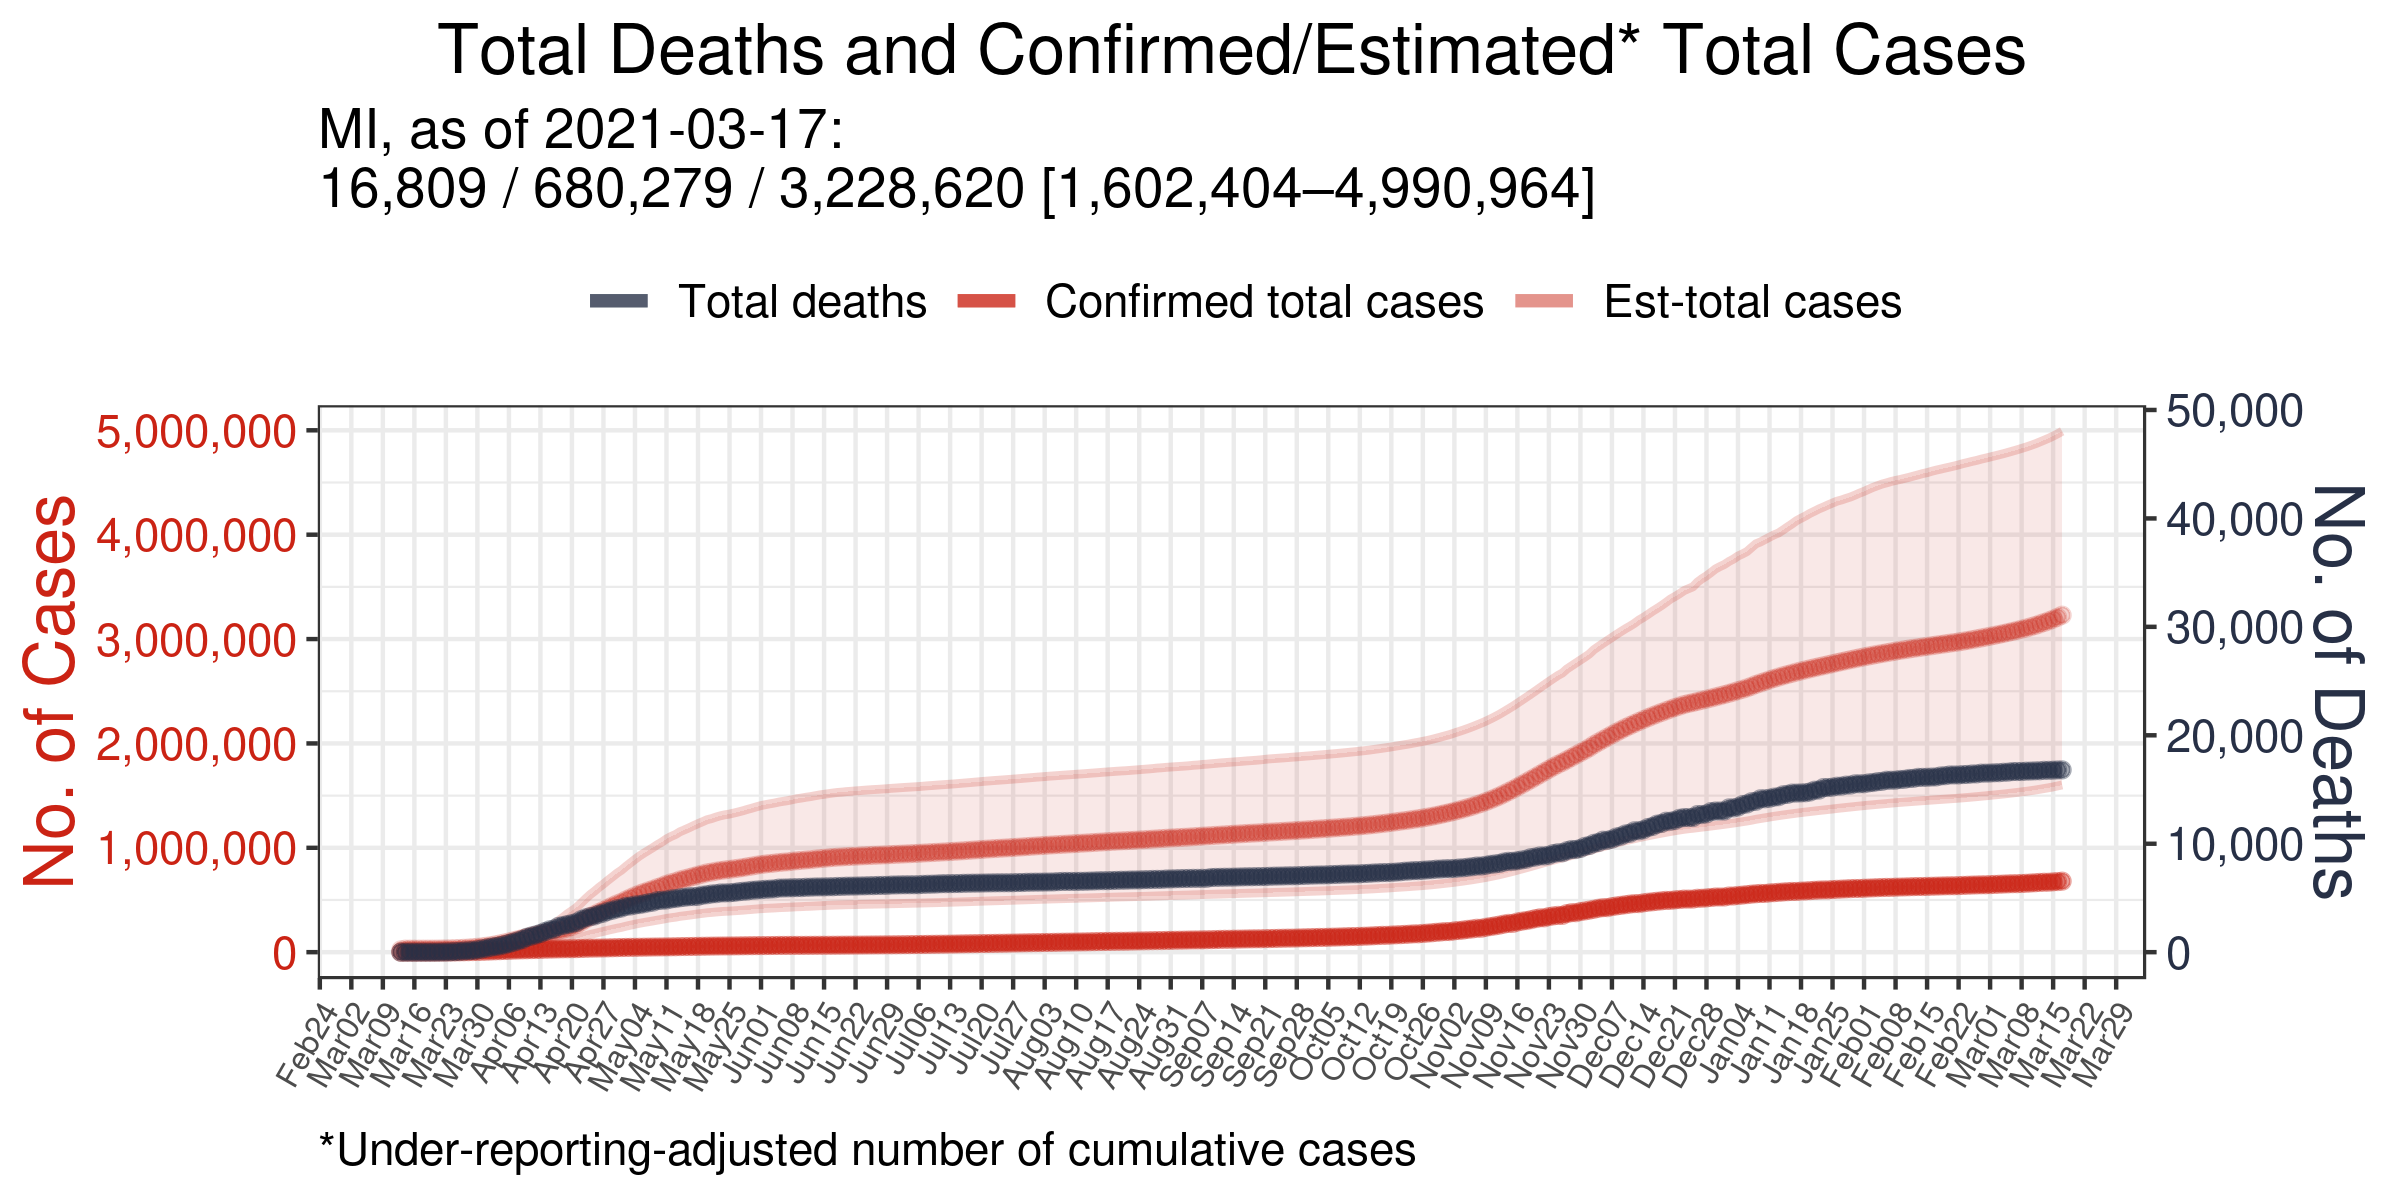 Total Deaths and Confirmed/Estimated* Total Cases
MI, as of 2021-03-17:
16,809 / 680,279 / 3,228,620 [1,602,404–4,990,964]
Total deaths
Confirmed total cases
Est-total cases
No. of Cases
5,000,000
4,000,000
3,000,000
2,000,000
1,000,000
0
50,000
40,000
30,000
20,000
10,000
0
No. of Deaths
Feb24
Mar02
Mar09
Mar16
Mar23
Mar30
Apr06
Apr13
Apr20
Apr27
May04
May11
May18
May25
Jun01
Jun08
Jun15
Jun22
Jun29
Jul06
Jul13
Jul20
Jul27
Aug03
Aug10
Aug17
Aug24
Aug31
Sep07
Sep14
Sep21
Sep28
Oct05
Oct12
Oct19
Oct26
Nov02
Nov09
Nov16
Nov23
Nov30
Dec07
Dec14
Dec21
Dec28
Jan04
Jan11
Jan18
Jan25
Feb01
Feb08
Feb15
Feb22
Mar01
Mar08
Mar15
Mar22
Mar29
*Under-reporting-adjusted number of cumulative cases